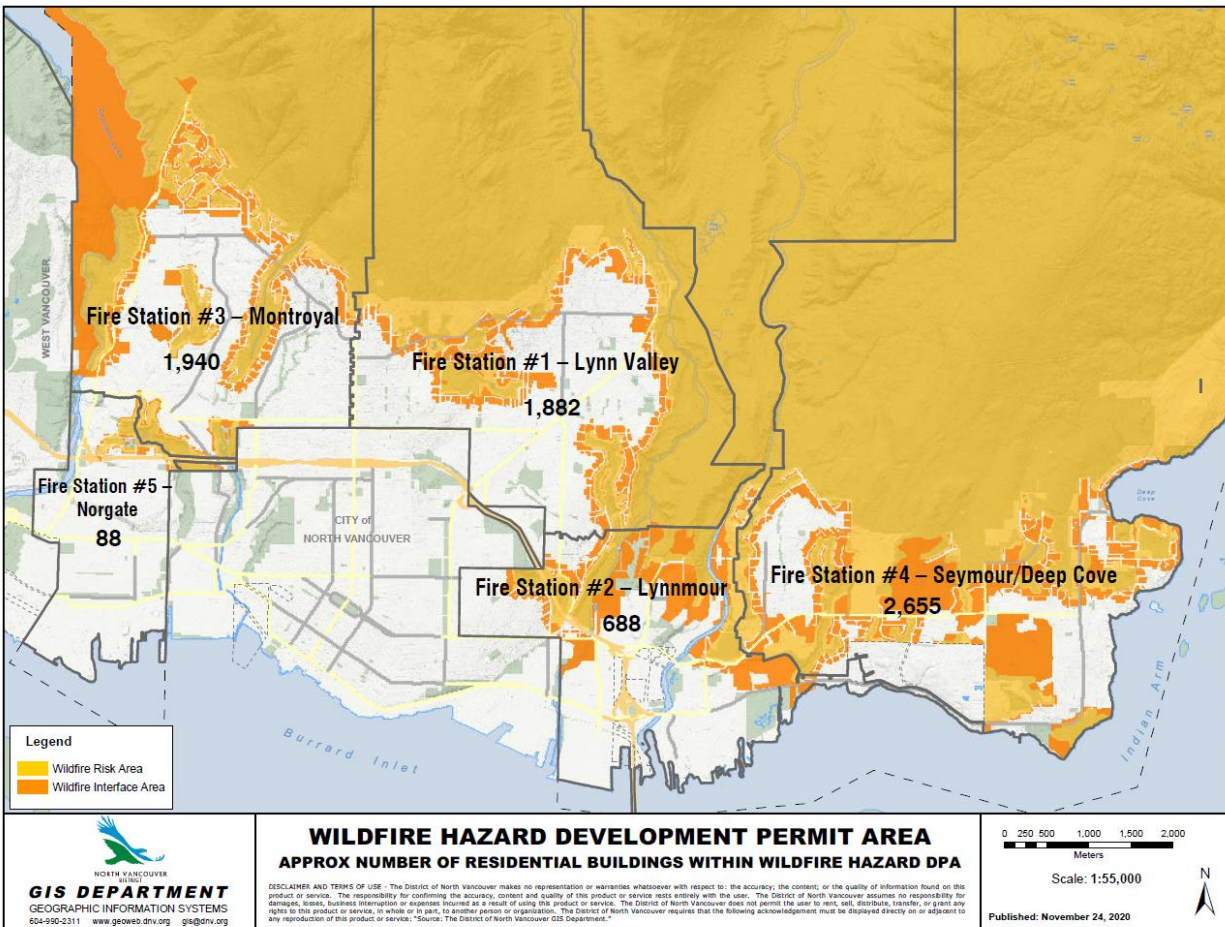 WEST VANCOUVER
Fire Station #3 – Montroyal
1,940
Fire Station #1 – Lynn Valley
1,882
Fire Station #5 –
Norgate
88
CITY of
NORTH VANCOUVER
Fire Station #2 – Lynnmour
688
Fire Station #4 – Seymour/Deep Cove
2,655
Deep
Cove
Indian Arm
Burrard Inlet
Legend
Wildfire Risk Area
Wildfire Interface Area
NORTH VANCOUVER
DISTRICT
GIS DEPARTMENT
GEOGRAPHIC INFORMATION SYSTEMS
604-990-2311 www.geoweb.dnv.org gis@dnv.org
WILDFIRE HAZARD DEVELOPMENT PERMIT AREA
APPROX NUMBER OF RESIDENTIAL BUILDINGS WITHIN WILDFIRE HAZARD DPA
DISCLAIMER AND TERMS OF USE - The District of North Vancouver makes no representation or warranties whatsoever with respect to: the accuracy; the content; or the quality of information found on this
product or service. The responsibility for confirming the accuracy, content and quality of this product or service rests entirely with the user. The District of North Vancouver assumes no responsibility for
damages, losses, business interruption or expenses incurred as a result of using this product or service. The District of North Vancouver does not permit the user to rent, sell, distribute, transfer, or grant any
rights to this product or service, in whole or in part, to another person or organization. The District of North Vancouver requires that the following acknowledgement must be displayed directly on or adjacent to
any reproduction of this product or service: "Source: The District of North Vancouver GIS Department."
0 250 500 1,000 1,500 2,000
Meters
Scale: 1:55,000
N
Published: November 24, 2020